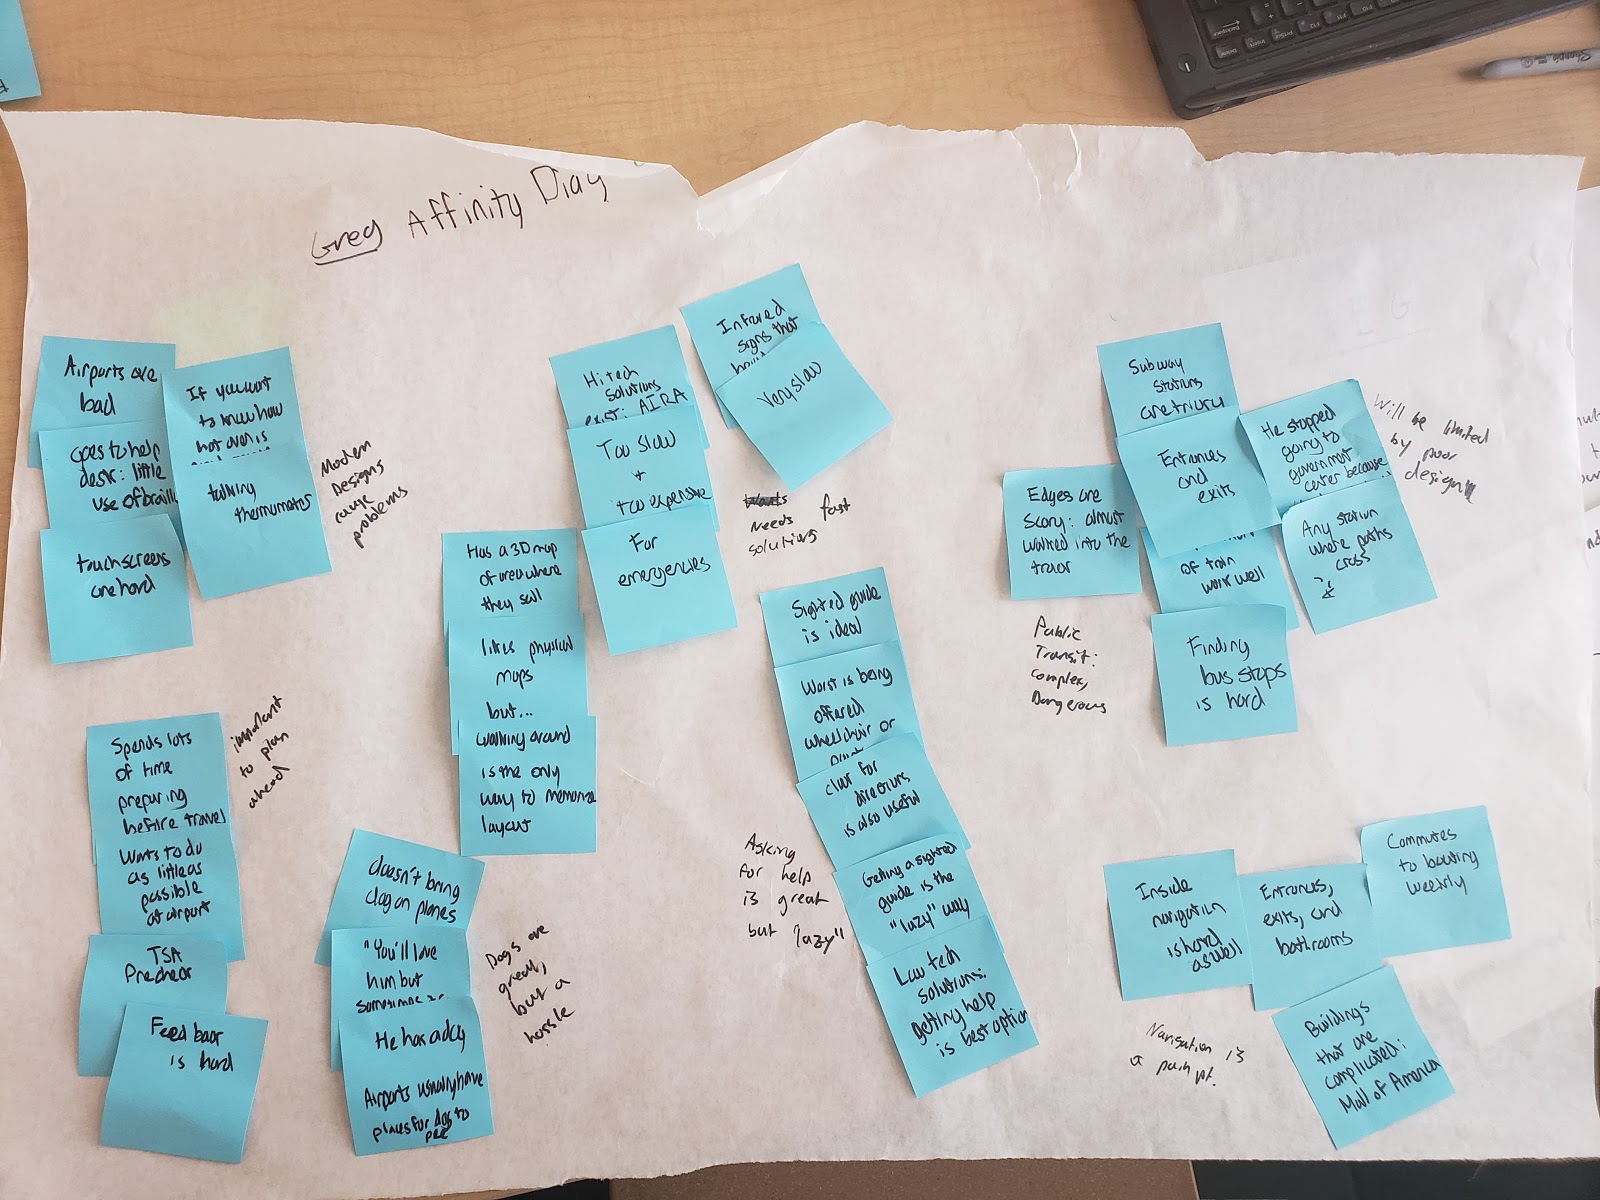 Greg Affinity Diag
Airports are
bad
Goes to help
desk: little
use of braille
touchscreens
are hard
If you want
to know how
hot oven is
talking
thermometers
Modern
Designs
cause
problems
Spends lots
of time
preparing
before travel
Wants to do
as little as
possible
at airport
TSA
Precheck
Feed
is hard
important
to plan
ahead
Has a 3D map
of area where
they sail
likes physical
maps
but...
walking around
is the only
way to memorize
layout
doesn't bring
dog on planes
"You'll love
him but
sometimes
He has a dog
Airports usually have
places for dog to
pee
Dogs are
great,
but a
hassle
Hi tech
solutions
exist: AIRA
Too slow
+
too expensive
For
emergencies
Infrared
signs that
Very slow
Needs fast
solutions
Sighted guide
is ideal
Worst is being
offered
wheelchair or
for
directions
is also useful
Getting a sighted
guide is the
"lazy" way
Low tech
solutions:
getting help
is best option
Asking
for help
is great
but "lazy"
Subway
stations
are tricky
Entrances
and
exits
of train
work well
Finding
bus stops
is hard
Edges are
scary: almost
walked into the
He stopped
going to
government
center because
Any station
where paths
cross
Will be limited
by poor
design
Public
Transit:
Complex,
Dangerous
Inside
navigation
is hard
as well
Entrances,
exits, and
bathrooms
Commutes
to boating
weekly
Buildings
that are
complicated:
Mall of America
Navigation is
a pain pt.
Backspace
Delete
Insert
PrtScr
F12
Sharpie